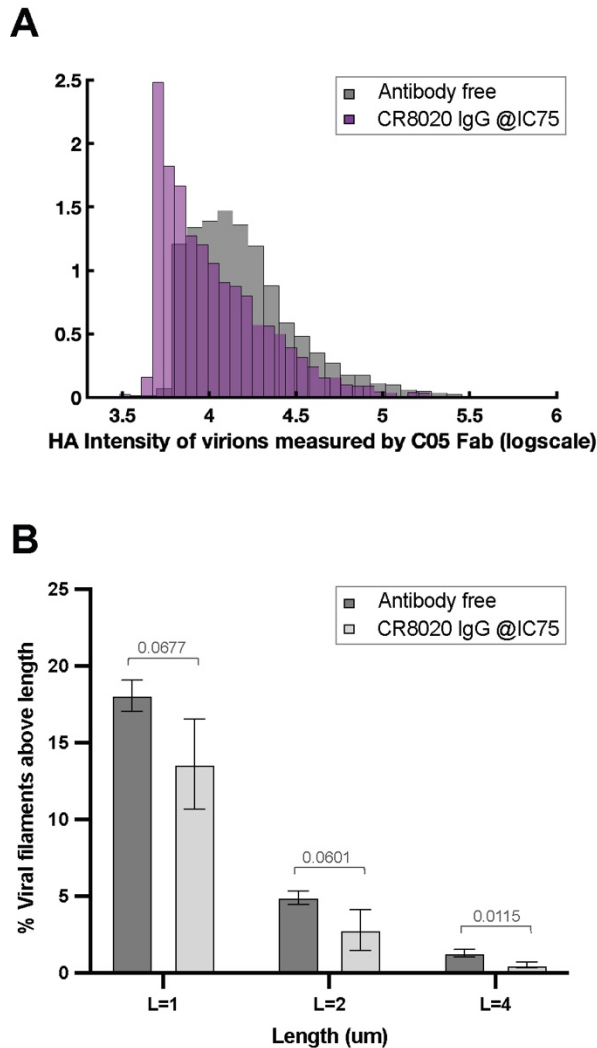 A
2.5
2
1.5
1
0.5
0
Antibody free
CR8020 IgG @IC75
3.5 4 4.5 5 5.5 6
HA Intensity of virions measured by C05 Fab (logscale)
B
% Viral filaments above length
25
20
15
10
5
0
Antibody free
CR8020 IgG @IC75
0.0677
0.0601
0.0115
L=1 L=2 L=4
Length (um)